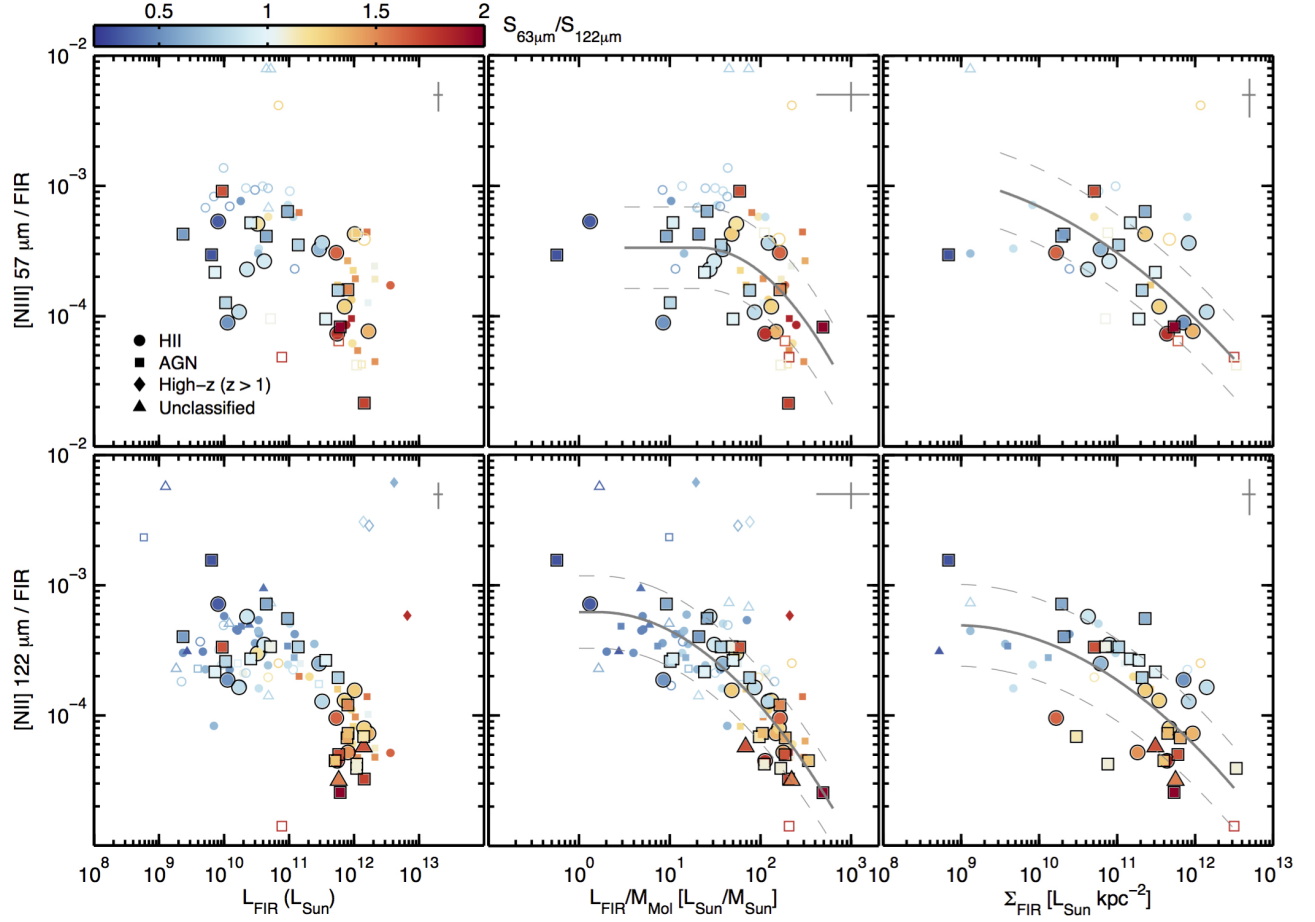 0.5 1 1.5 2
S63μm/S122μm
10−2
10−3
10−4
10−2
[NIII] 57 μm / FIR
HII
AGN
High−z (z > 1)
Unclassified
10−2
10−3
10−4
[NII] 122 μm / FIR
10^8 10^9 10^10 10^11 10^12 10^13
10^0 10^1 10^2 10^3
10^8 10^9 10^10 10^11 10^12 10^13
LFIR (LSun)
LFIR/MMol [LSun/MSun]
ΣFIR [LSun kpc−2]